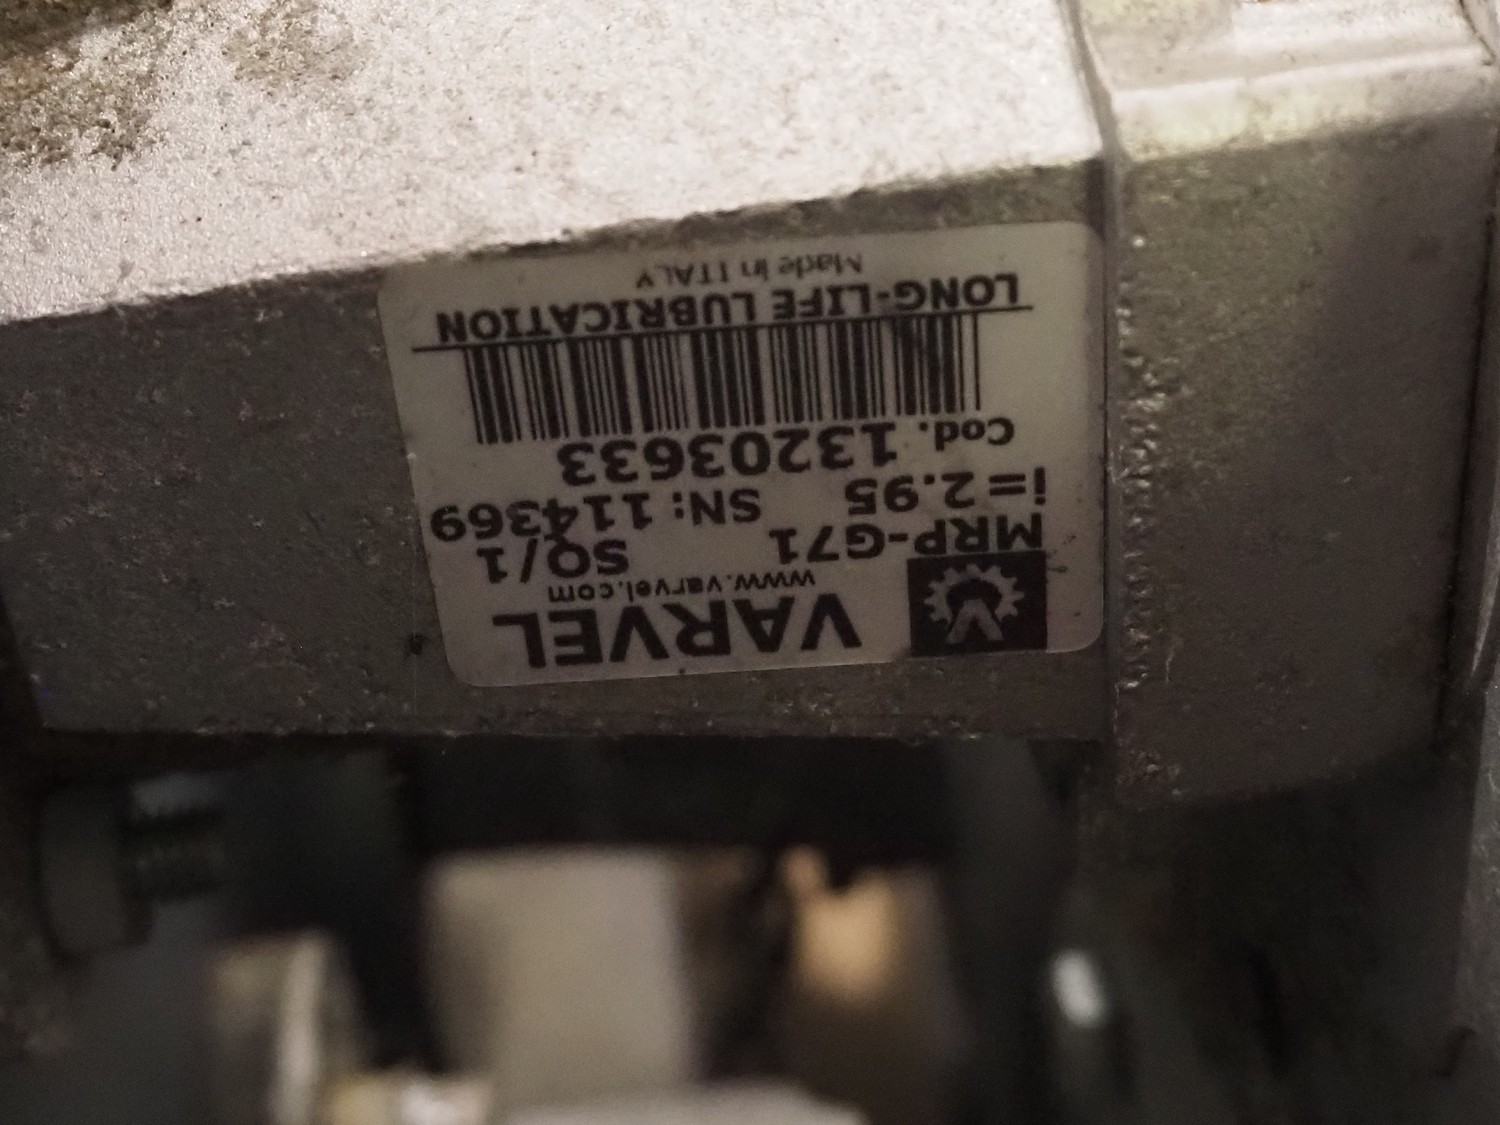 VARVEL
www.varvel.com
MRP-G71 SQ/1
i=2.95 SN: 114369
Cod. 13203633
LONG-LIFE LUBRICATION
Made in ITALY